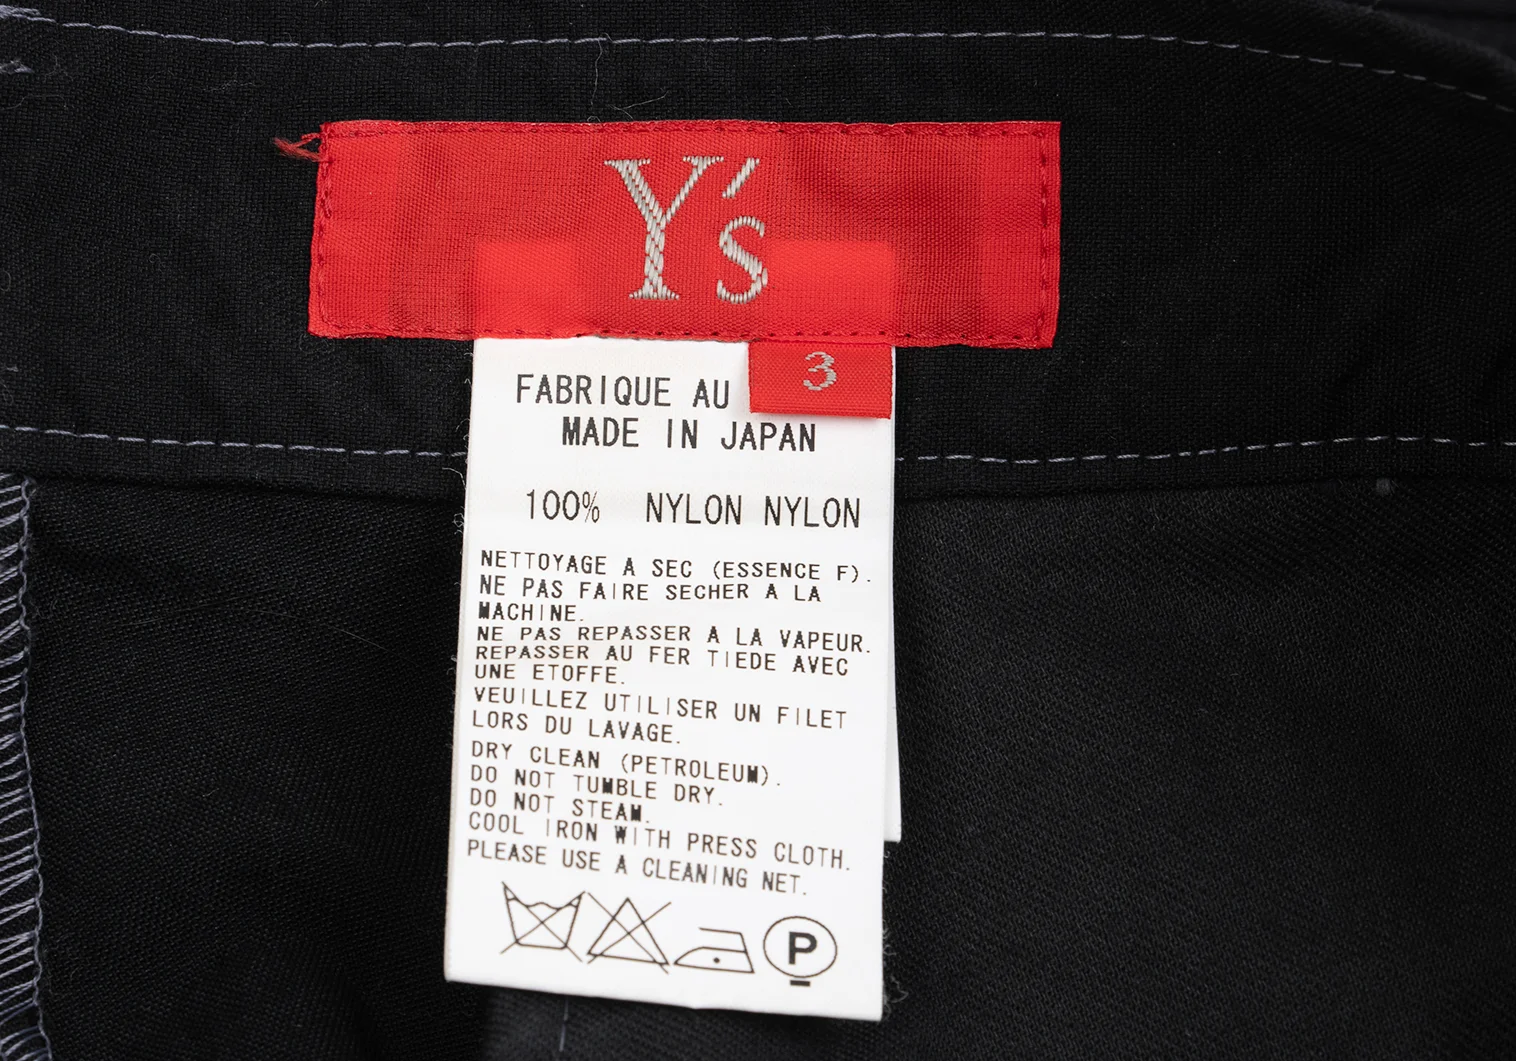 Y's
3
FABRIQUE AU
MADE IN JAPAN
100% NYLON NYLON
NETTOYAGE A SEC (ESSENCE F).
NE PAS FAIRE SECHER A LA
MACHINE.
NE PAS REPASSER A LA VAPEUR.
REPASSER AU FER TIEDE AVEC
UNE ETOFFE.
VEUILLEZ UTILISER UN FILET
LORS DU LAVAGE.
DRY CLEAN (PETROLEUM).
DO NOT TUMBLE DRY.
DO NOT STEAM.
COOL IRON WITH PRESS CLOTH.
PLEASE USE A CLEANING NET.
P